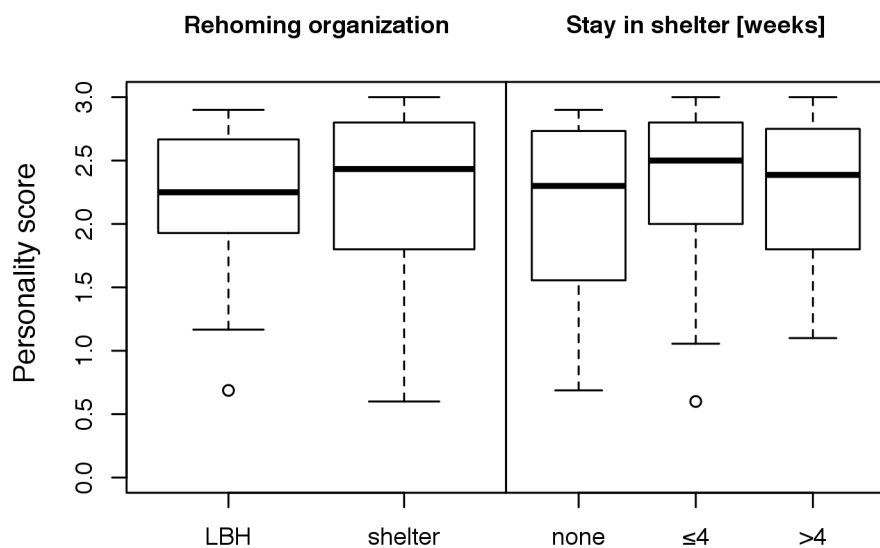 Rehoming organization
Stay in shelter [weeks]
Personality score
3.0
2.5
2.0
1.5
1.0
0.5
0.0
LBH
shelter
none
≤4
>4